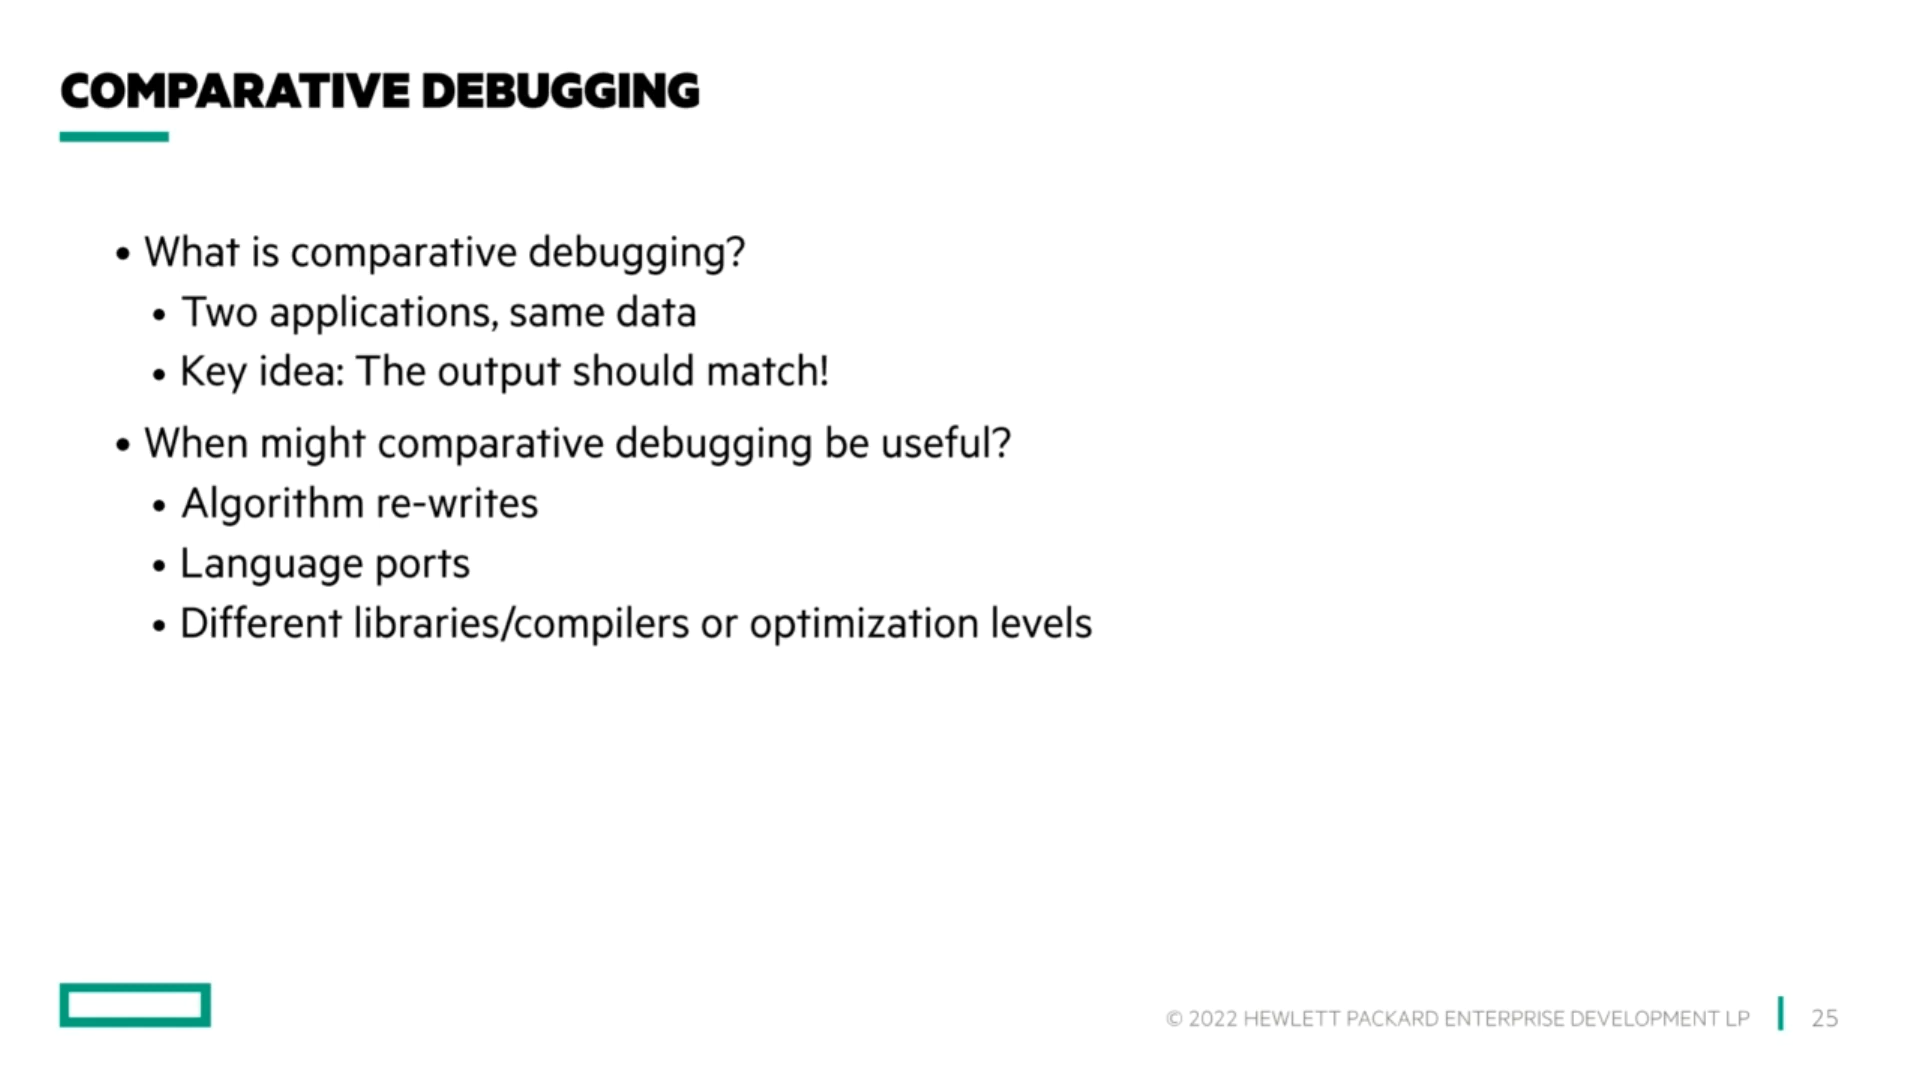 COMPARATIVE DEBUGGING
• What is comparative debugging?
• Two applications, same data
• Key idea: The output should match!
• When might comparative debugging be useful?
• Algorithm re-writes
• Language ports
• Different libraries/compilers or optimization levels
© 2022 HEWLETT PACKARD ENTERPRISE DEVELOPMENT LP
25